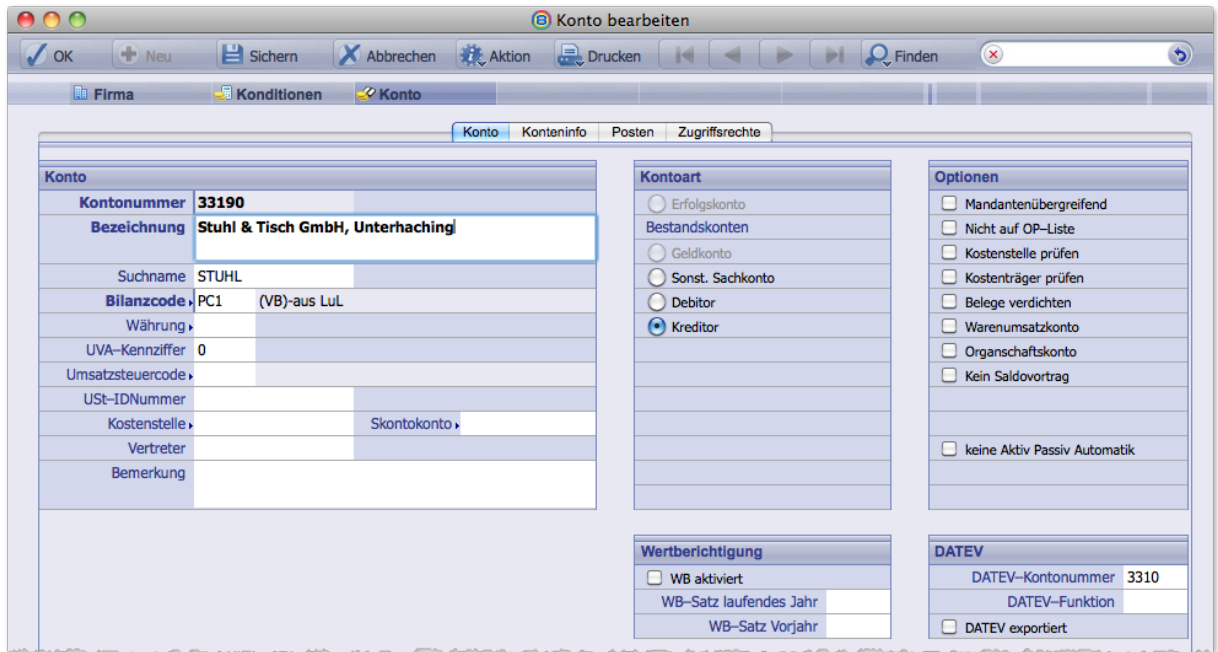 Konto bearbeiten
OK Neu Sichern Abbrechen Aktion Drucken Finden
Firma Konditionen Konto
Konto Konteninfo Posten Zugriffsrechte
Konto
Kontonummer 33190
Bezeichnung Stuhl & Tisch GmbH, Unterhaching
Suchname STUHL
Bilanzcode PC1 (VB)-aus LuL
Währung
UVA-Kennziffer 0
Umsatzsteuercode
USt-IDNummer
Kostenstelle Skontokonto
Vertreter
Bemerkung
Kontoart
Erfolgskonto
Bestandskonten
Geldkonto
Sonst. Sachkonto
Debitor
Kreditor
Optionen
Mandantenübergreifend
Nicht auf OP-Liste
Kostenstelle prüfen
Kostenträger prüfen
Belege verdichten
Warenumsatzkonto
Organschaftskonto
Kein Saldovortrag
keine Aktiv Passiv Automatik
Wertberichtigung
WB aktiviert
WB-Satz laufendes Jahr
WB-Satz Vorjahr
DATEV
DATEV-Kontonummer 3310
DATEV-Funktion
DATEV exportiert